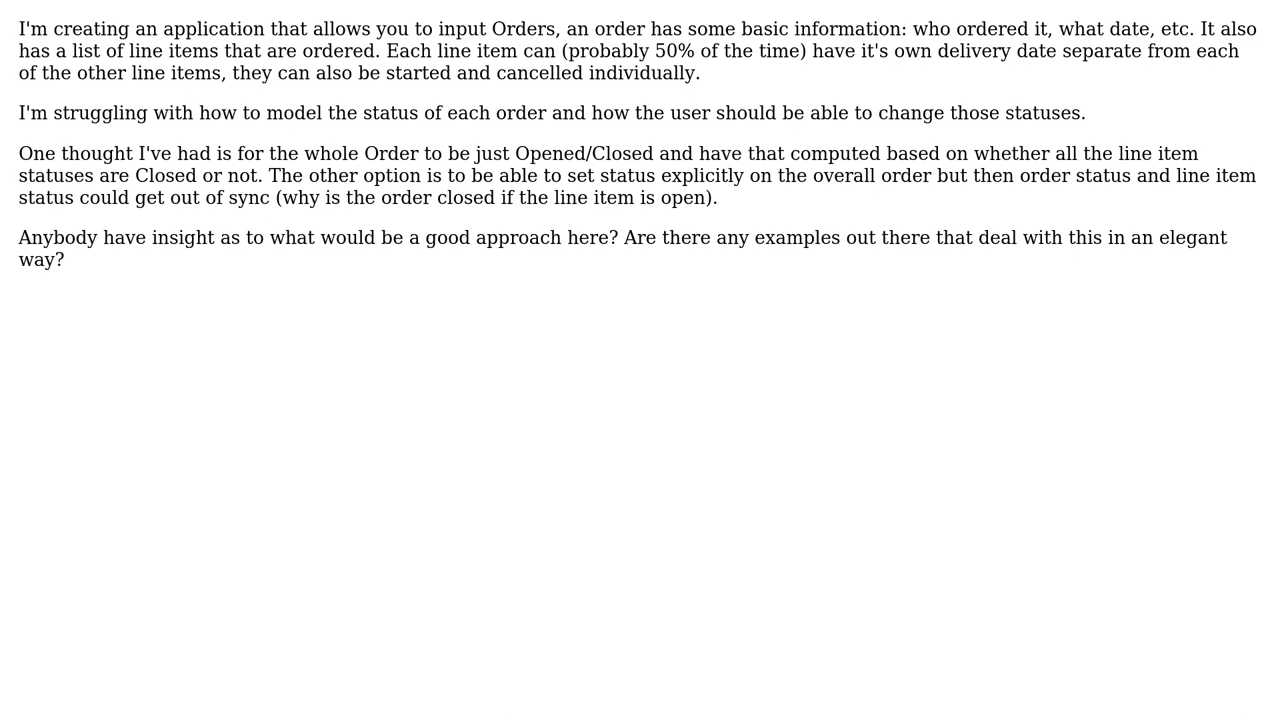 I'm creating an application that allows you to input Orders, an order has some basic information: who ordered it, what date, etc. It also
has a list of line items that are ordered. Each line item can (probably 50% of the time) have it's own delivery date separate from each
of the other line items, they can also be started and cancelled individually.
I'm struggling with how to model the status of each order and how the user should be able to change those statuses.
One thought I've had is for the whole Order to be just Opened/Closed and have that computed based on whether all the line item
statuses are Closed or not. The other option is to be able to set status explicitly on the overall order but then order status and line item
status could get out of sync (why is the order closed if the line item is open).
Anybody have insight as to what would be a good approach here? Are there any examples out there that deal with this in an elegant
way?